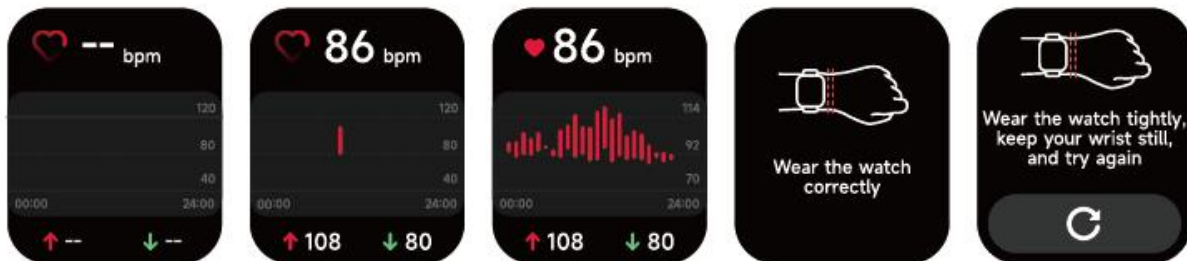 -- bpm
120
80
40
00:00 24:00
↑ -- ↓ --
86 bpm
120
80
40
00:00 24:00
↑ 108 ↓ 80
86 bpm
114
92
70
00:00 24:00
↑ 108 ↓ 80
Wear the watch
correctly
Wear the watch tightly,
keep your wrist still,
and try again